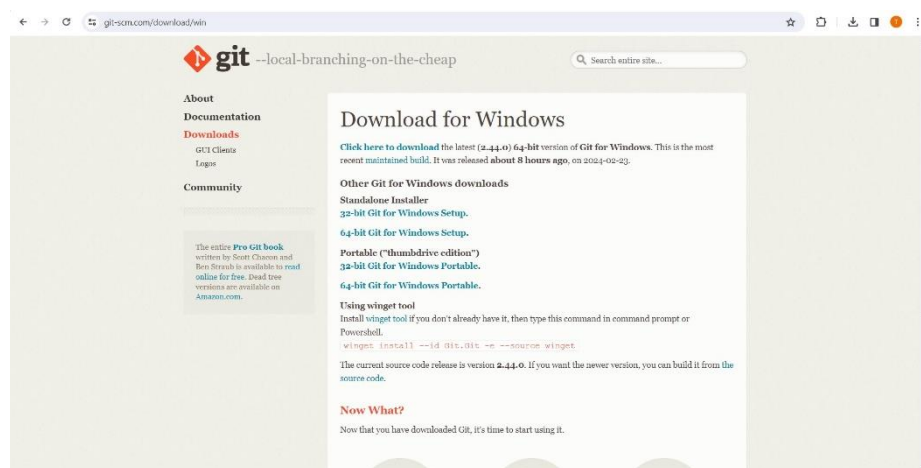 git-scm.com/download/win
git --local-branching-on-the-cheap
Search entire site...
About
Documentation
Downloads
GUI Clients
Logos
Community
The entire Pro Git book
written by Scott Chacon and
Ben Straub is available to read
online for free. Dead tree
versions are available on
Amazon.com.
Download for Windows
Click here to download the latest (2.44.0) 64-bit version of Git for Windows. This is the most
recent maintained build. It was released about 8 hours ago, on 2024-02-23.
Other Git for Windows downloads
Standalone Installer
32-bit Git for Windows Setup.
64-bit Git for Windows Setup.
Portable ("thumbdrive edition")
32-bit Git for Windows Portable.
64-bit Git for Windows Portable.
Using winget tool
Install winget tool if you don't already have it, then type this command in command prompt or
Powershell.
winget install --id Git.Git -e --source winget
The current source code release is version 2.44.0. If you want the newer version, you can build it from the
source code.
Now What?
Now that you have downloaded Git, it's time to start using it.